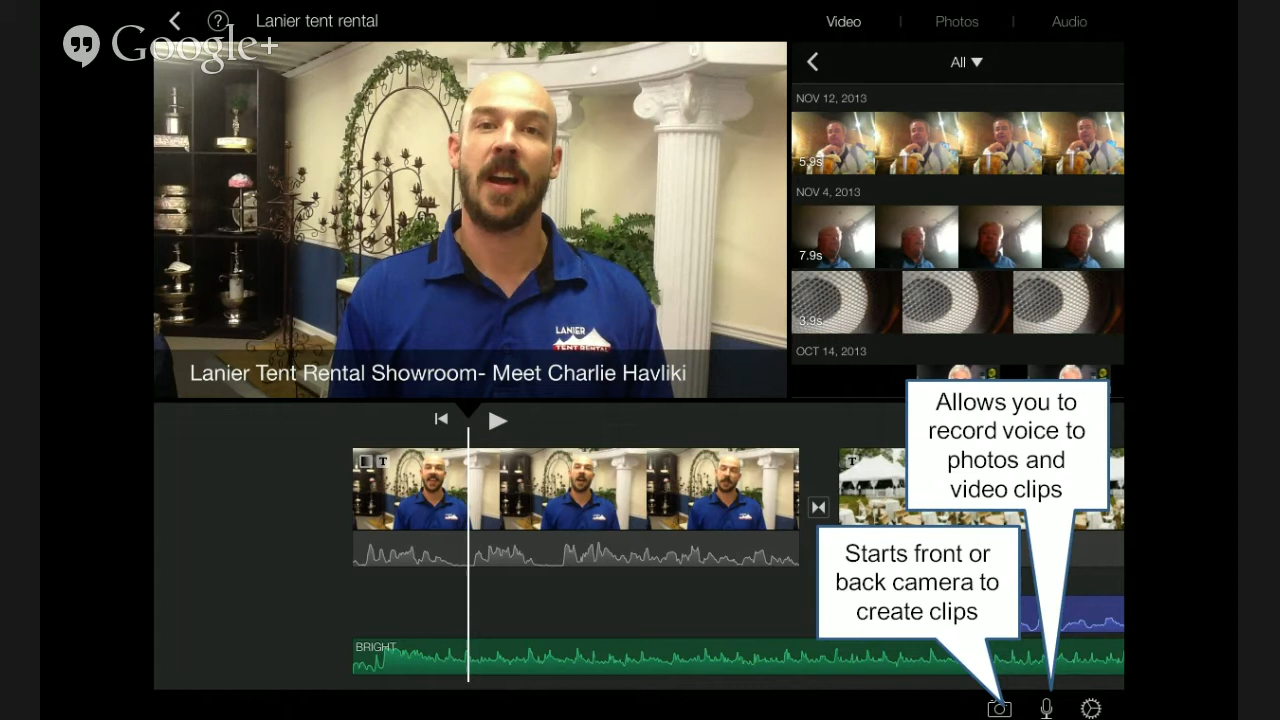 Lanier tent rental
Video | Photos | Audio
Google+
All
NOV 12, 2013
5.9s
NOV 4, 2013
7.9s
3.9s
OCT 14, 2013
LANIER
TENT RENTAL
Lanier Tent Rental Showroom- Meet Charlie Havliki
T
T
Allows you to
record voice to
photos and
video clips
Starts front or
back camera to
create clips
BRIGHT